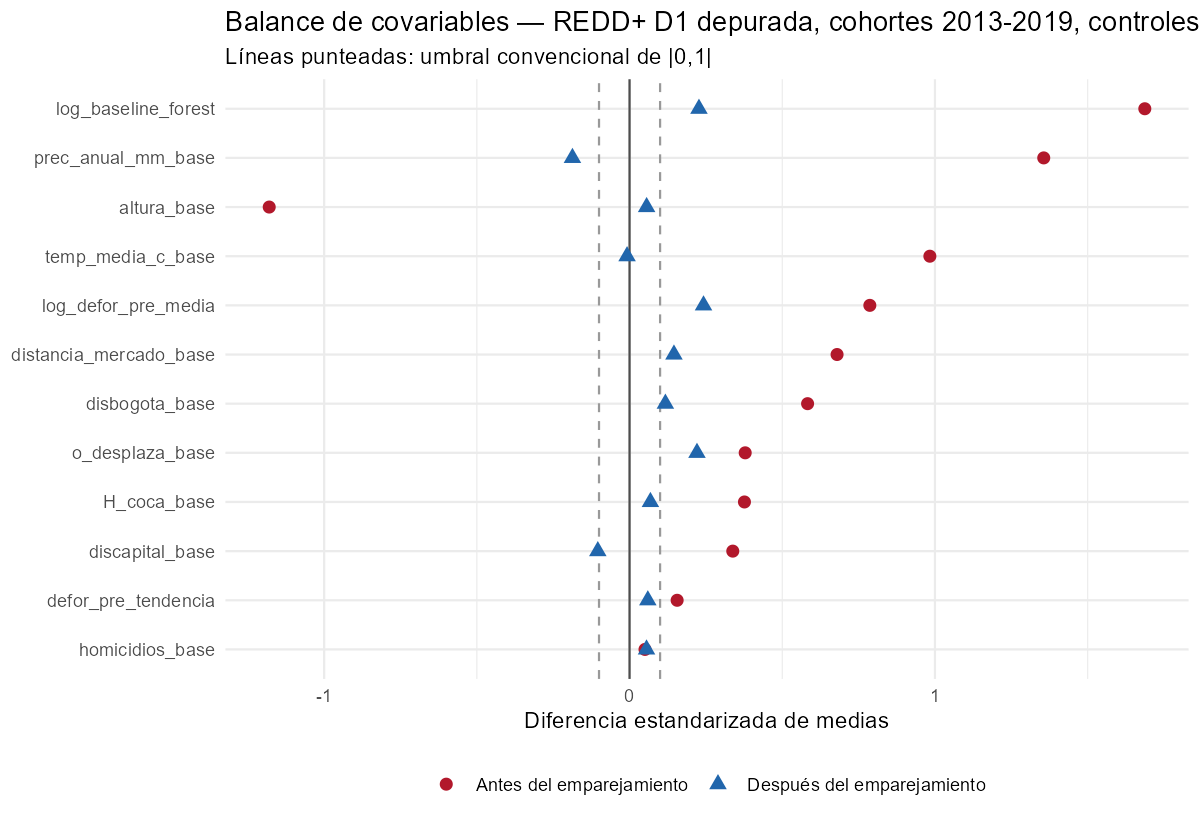 Balance de covariables — REDD+ D1 depurada, cohortes 2013-2019, controles
Líneas punteadas: umbral convencional de |0,1|
log_baseline_forest
prec_anual_mm_base
altura_base
temp_media_c_base
log_defor_pre_media
distancia_mercado_base
disbogota_base
o_desplaza_base
H_coca_base
discapital_base
defor_pre_tendencia
homicidios_base
-1 0 1
Diferencia estandarizada de medias
Antes del emparejamiento Después del emparejamiento